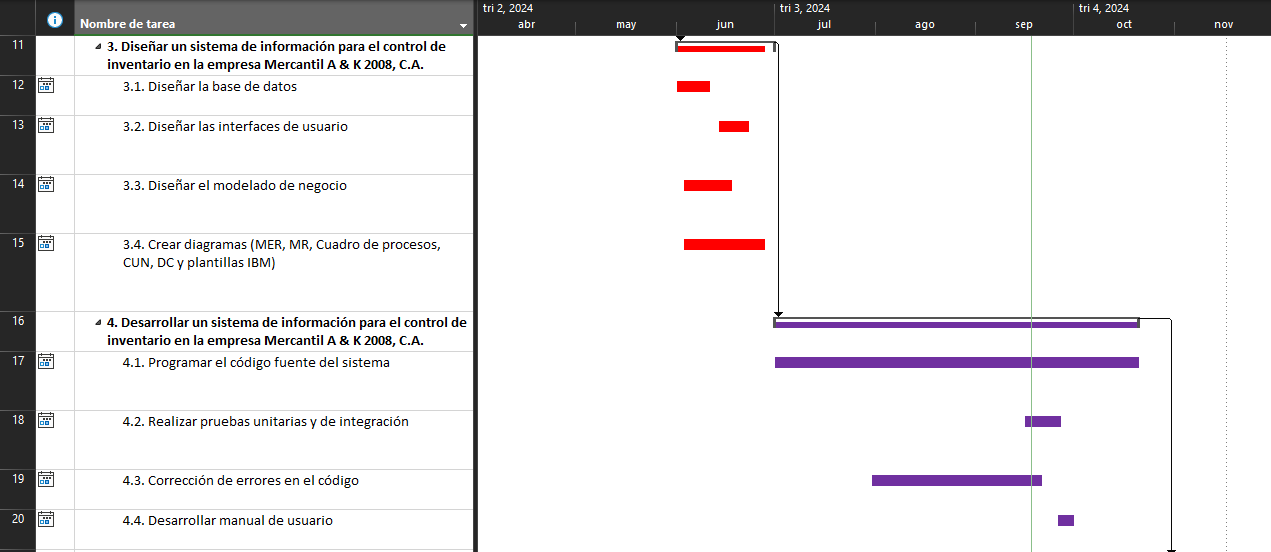 tri 2, 2024 tri 3, 2024 tri 4, 2024
Nombre de tarea abr may jun jul ago sep oct nov
11 3. Diseñar un sistema de información para el control de
inventario en la empresa Mercantil A & K 2008, C.A.
12 3.1. Diseñar la base de datos
13 3.2. Diseñar las interfaces de usuario
14 3.3. Diseñar el modelado de negocio
15 3.4. Crear diagramas (MER, MR, Cuadro de procesos,
CUN, DC y plantillas IBM)
16 4. Desarrollar un sistema de información para el control de
inventario en la empresa Mercantil A & K 2008, C.A.
17 4.1. Programar el código fuente del sistema
18 4.2. Realizar pruebas unitarias y de integración
19 4.3. Corrección de errores en el código
20 4.4. Desarrollar manual de usuario